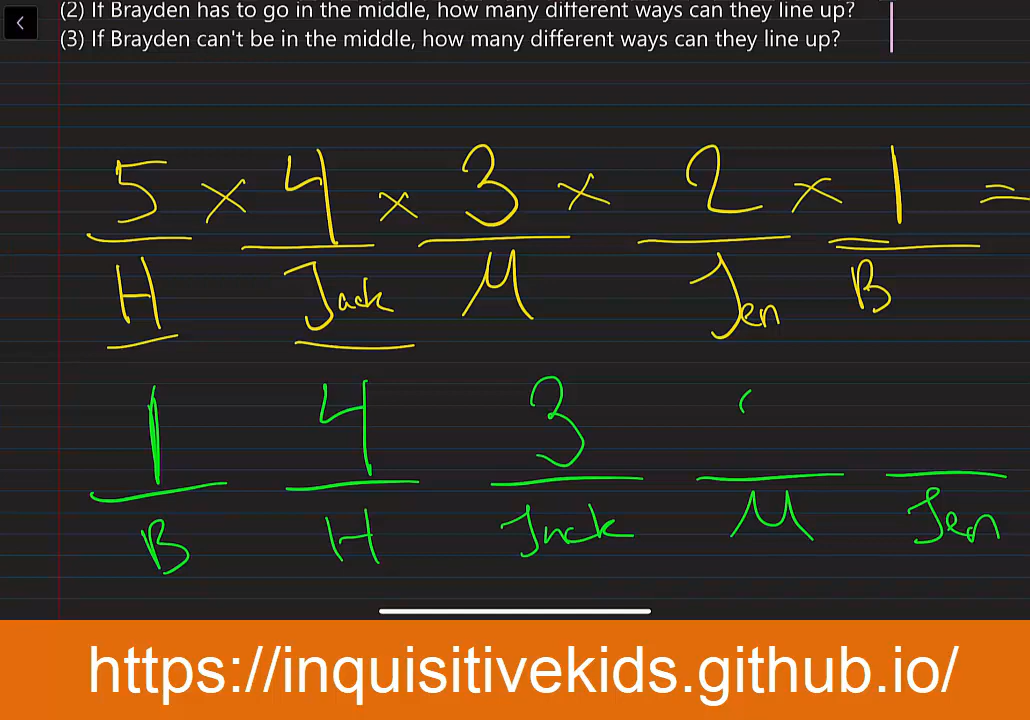 (2) If Brayden has to go in the middle, how many different ways can they line up?
(3) If Brayden can't be in the middle, how many different ways can they line up?
5 × 4 × 3 × 2 × 1 =
H Jack M Jen B
1 4 3
B H Jack M Jen
https://inquisitivekids.github.io/